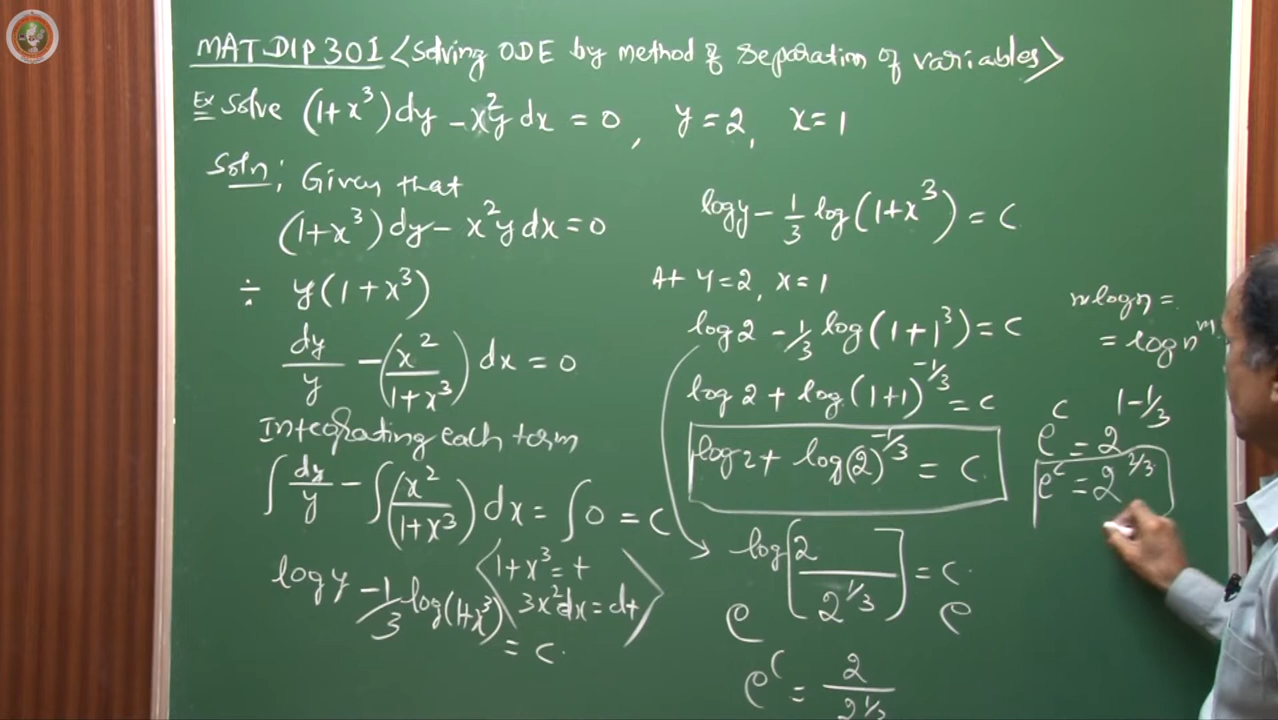 MATDIP301 <Solving ODE by method of separation of variables>
Ex Solve (1+x³)dy - x²y dx = 0, y=2, x=1
Soln: Given that
(1+x³)dy - x²y dx = 0
÷ y(1+x³)
dy/y - (x²/1+x³) dx = 0
Integrating each term
∫ dy/y - ∫(x²/1+x³) dx = ∫0 = c
log y - 1/3 log(1+x³)
= c.
<1+x³=t
3x²dx=dt>
log y - 1/3 log(1+x³) = c
At y=2, x=1
log 2 - 1/3 log(1+1³) = c
log 2 + log(1+1)^-1/3 = c
log 2 + log(2)^-1/3 = c.
log[2/2^1/3] = c.
e e
e^c = 2/2^1/3
= log n^m
e^c = 2^1-1/3
e^c = 2^2/3